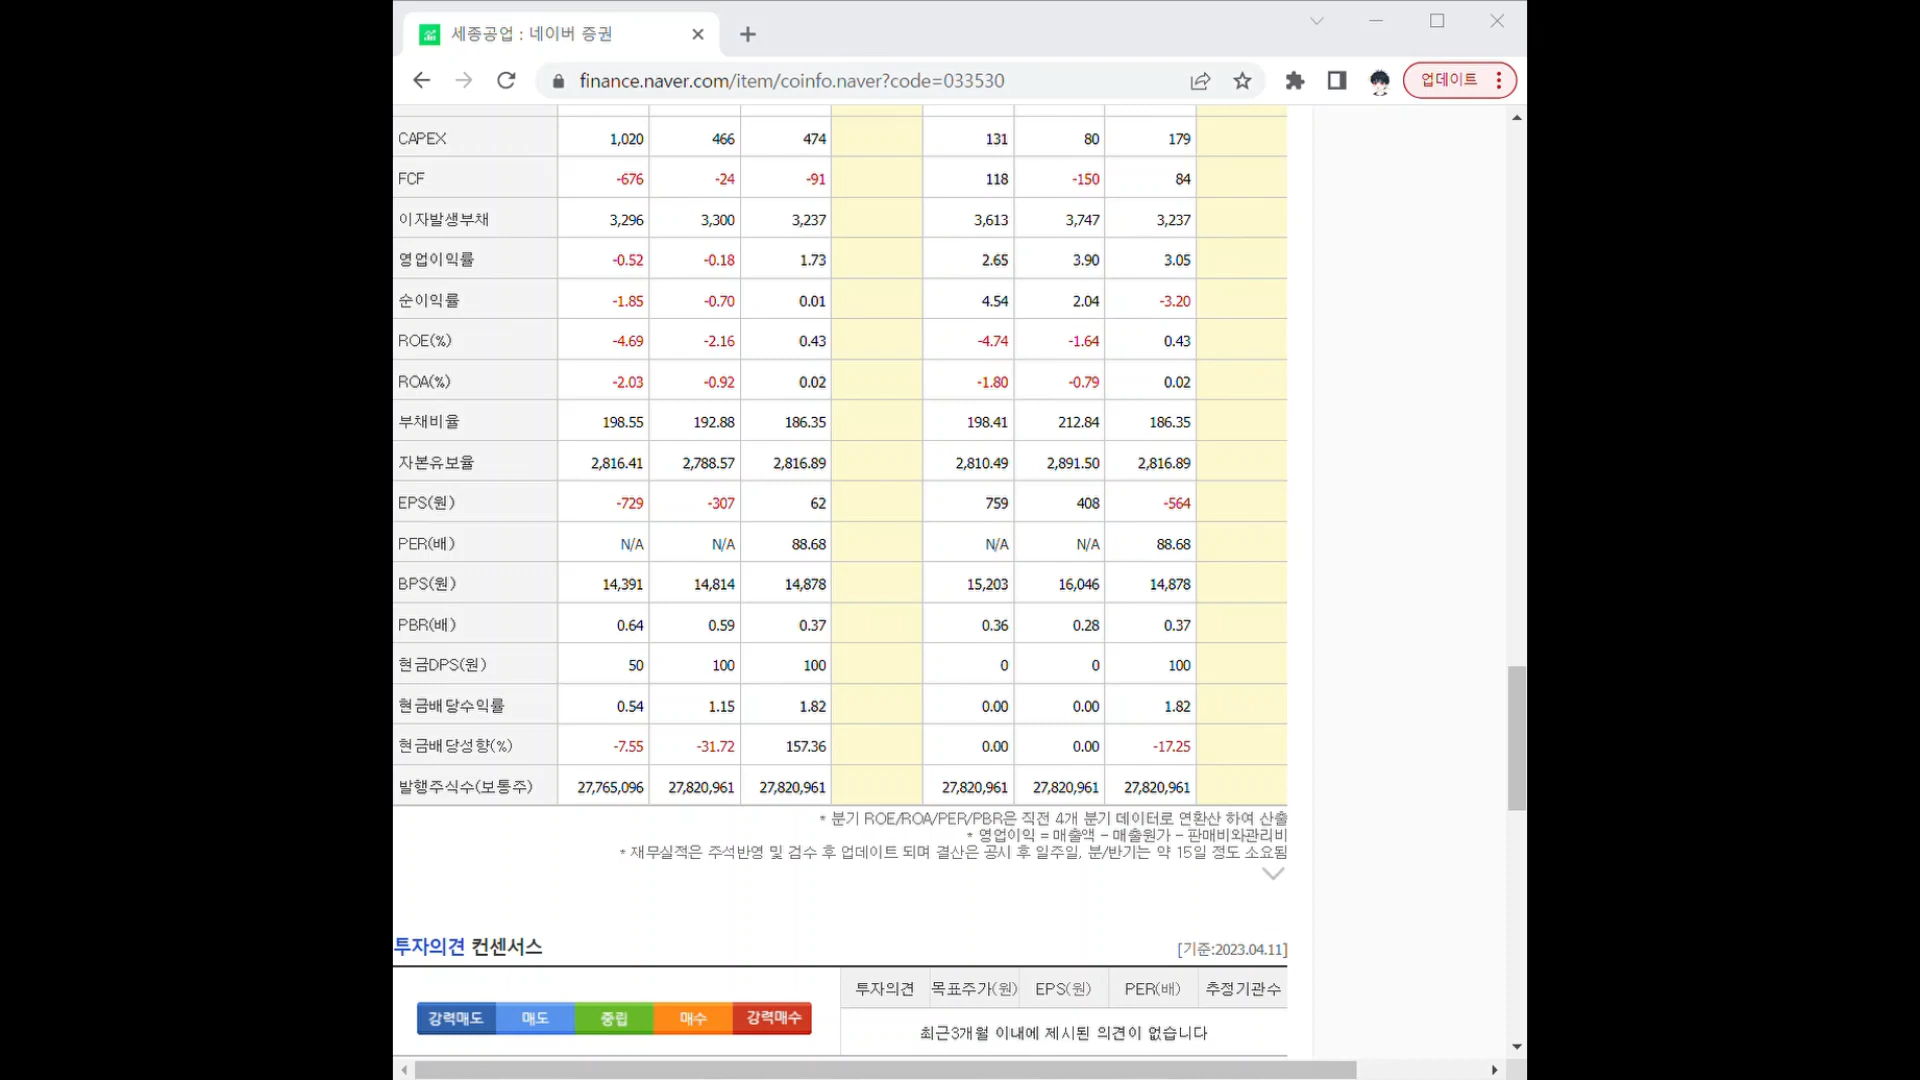 세종공업 : 네이버 증권
finance.naver.com/item/coinfo.naver?code=033530
업데이트
CAPEX 1,020 466 474 131 80 179
FCF -676 -24 -91 118 -150 84
이자발생부채 3,296 3,300 3,237 3,613 3,747 3,237
영업이익률 -0.52 -0.18 1.73 2.65 3.90 3.05
순이익률 -1.85 -0.70 0.01 4.54 2.04 -3.20
ROE(%) -4.69 -2.16 0.43 -4.74 -1.64 0.43
ROA(%) -2.03 -0.92 0.02 -1.80 -0.79 0.02
부채비율 198.55 192.88 186.35 198.41 212.84 186.35
자본유보율 2,816.41 2,788.57 2,816.89 2,810.49 2,891.50 2,816.89
EPS(원) -729 -307 62 759 408 -564
PER(배) N/A N/A 88.68 N/A N/A 88.68
BPS(원) 14,391 14,814 14,878 15,203 16,046 14,878
PBR(배) 0.64 0.59 0.37 0.36 0.28 0.37
현금DPS(원) 50 100 100 0 0 100
현금배당수익률 0.54 1.15 1.82 0.00 0.00 1.82
현금배당성향(%) -7.55 -31.72 157.36 0.00 0.00 -17.25
발행주식수(보통주) 27,765,096 27,820,961 27,820,961 27,820,961 27,820,961 27,820,961
* 분기 ROE/ROA/PER/PBR은 직전 4개 분기 데이터로 연환산 하여 산출
* 영업이익 = 매출액 - 매출원가 - 판매비와관리비
* 재무실적은 주석반영 및 검수 후 업데이트 되며 결산은 공시 후 일주일, 분/반기는 약 15일 정도 소요됨
투자의견 컨센서스 [기준:2023.04.11]
투자의견 목표주가(원) EPS(원) PER(배) 추정기관수
강력매도 매도 중립 매수 강력매수
최근3개월 이내에 제시된 의견이 없습니다